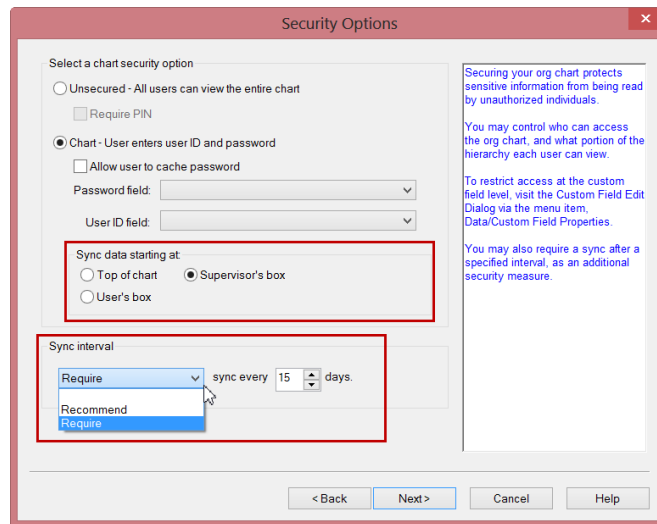 Security Options
×
Select a chart security option
Unsecured - All users can view the entire chart
Require PIN
Chart - User enters user ID and password
Allow user to cache password
Password field:
User ID field:
Sync data starting at:
Top of chart Supervisor's box
User's box
Sync interval
Require sync every 15 days.
Recommend
Require
Securing your org chart protects
sensitive information from being read
by unauthorized individuals.
You may control who can access
the org chart, and what portion of the
hierarchy each user can view.
To restrict access at the custom
field level, visit the Custom Field Edit
Dialog via the menu item,
Data/Custom Field Properties.
You may also require a sync after a
specified interval, as an additional
security measure.
< Back Next > Cancel Help